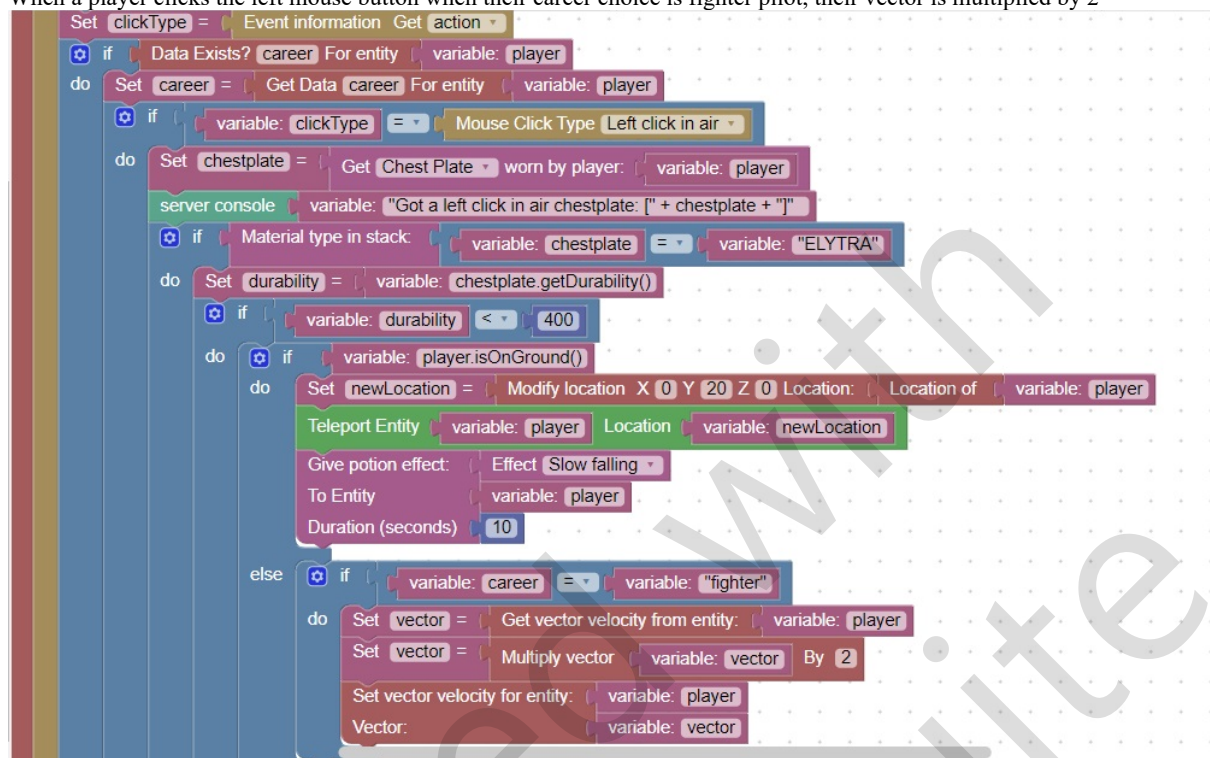 When a player clicks the left mouse button when their career choice is fighter pilot, their vector is multiplied by 2
Set clickType = Event information Get action
if Data Exists? career For entity variable: player
do Set career = Get Data career For entity variable: player
if variable: clickType = Mouse Click Type Left click in air
do Set chestplate = Get Chest Plate worn by player: variable: player
server console variable: "Got a left click in air chestplate: [" + chestplate + "]"
if Material type in stack: variable: chestplate = variable: "ELYTRA"
do Set durability = variable: chestplate.getDurability()
if variable: durability < 400
do if variable: player.isOnGround()
do Set newLocation = Modify location X 0 Y 20 Z 0 Location: Location of variable: player
Teleport Entity variable: player Location variable: newLocation
Give potion effect: Effect Slow falling
To Entity variable: player
Duration (seconds) 10
else if variable: career = variable: "fighter"
do Set vector = Get vector velocity from entity: variable: player
Set vector = Multiply vector variable: vector By 2
Set vector velocity for entity: variable: player
Vector: variable: vector